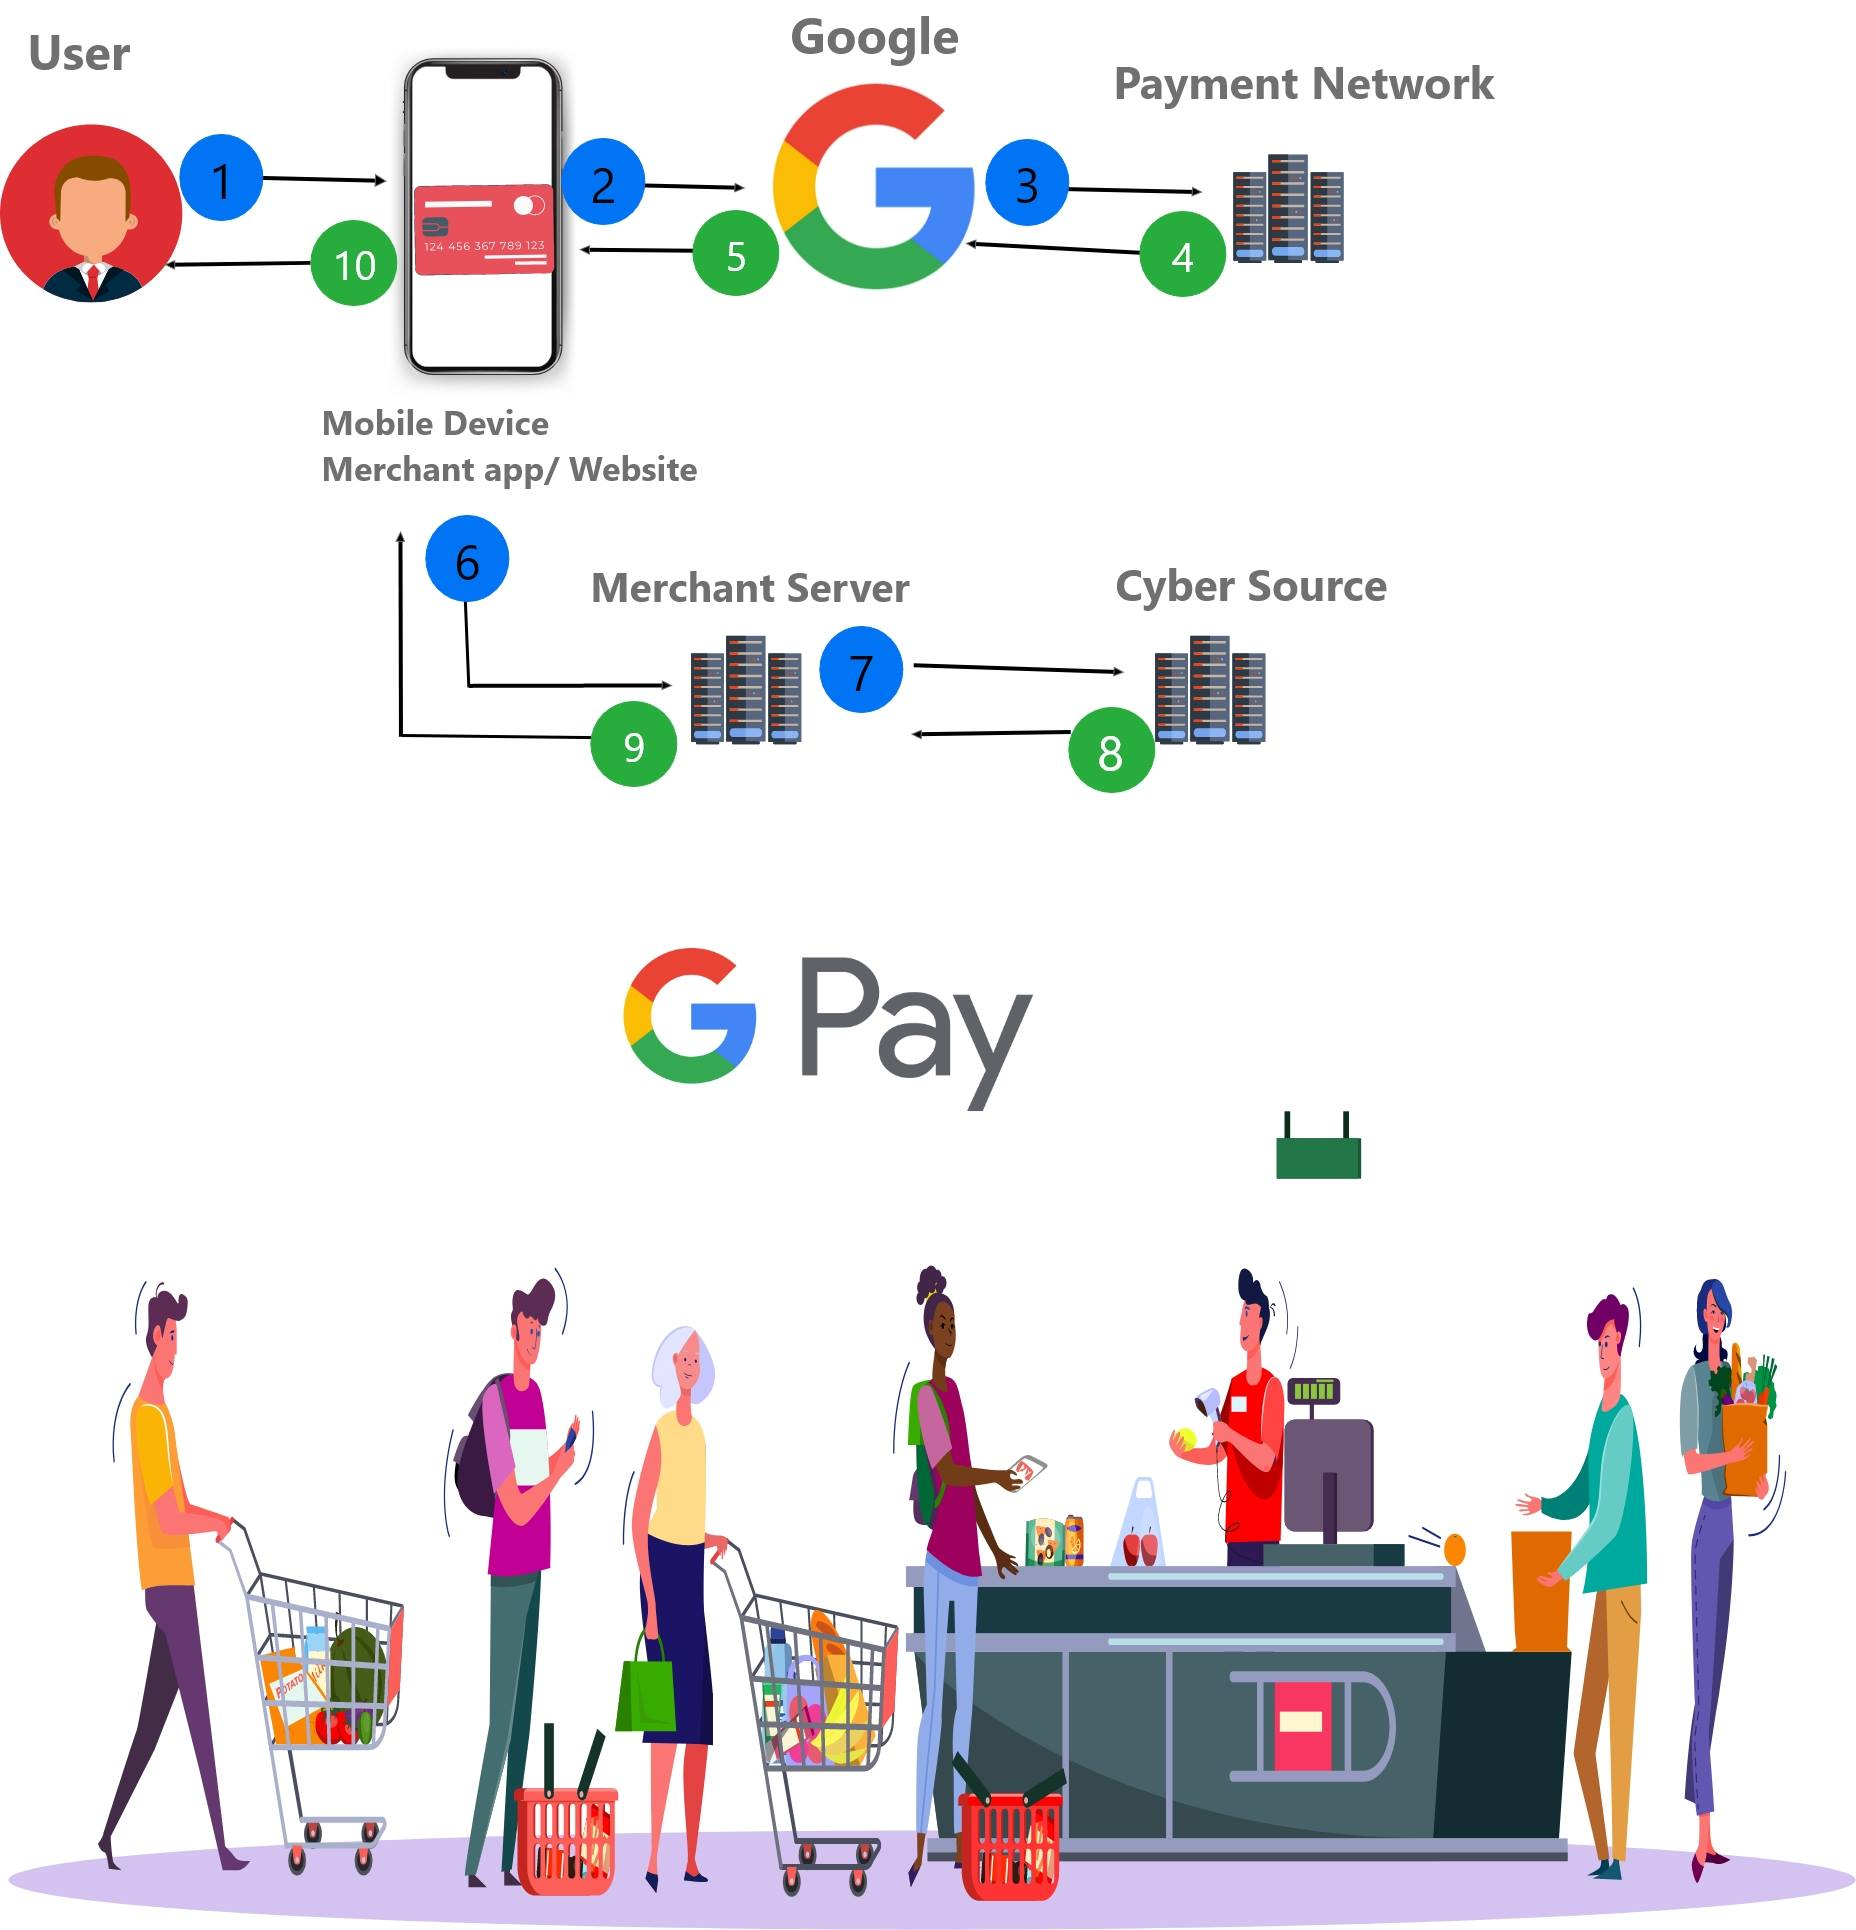 User
Google
Payment Network
1
2
3
10
5
4
124 456 367 789 123
Mobile Device
Merchant app/ Website
6
Merchant Server
Cyber Source
7
9
8
G Pay
POTATO